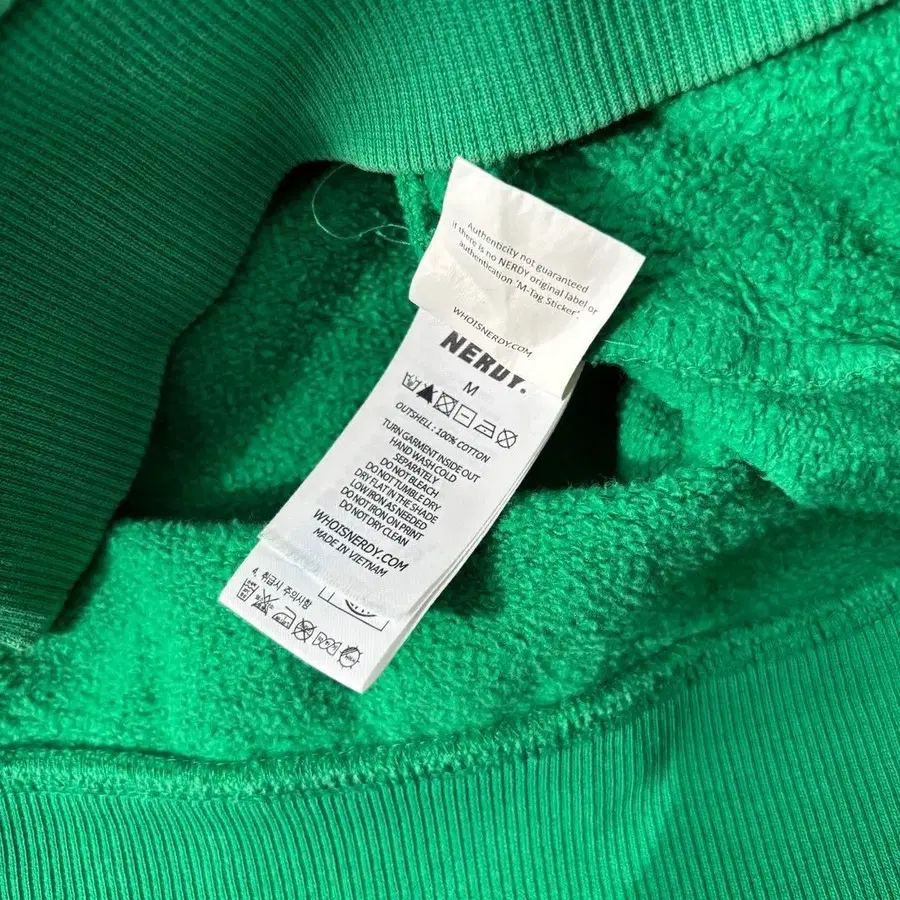 Authenticity not guaranteed
if there is no NERDY original label or
authentication 'M-Tag Sticker'.
WHOISNERDY.COM
NERDY.
M
OUTSHELL : 100% COTTON
TURN GARMENT INSIDE OUT
HAND WASH COLD
SEPARATELY
DO NOT BLEACH
DO NOT TUMBLE DRY
DRY FLAT IN THE SHADE
LOW IRON AS NEEDED
DO NOT IRON ON PRINT
DO NOT DRY CLEAN
WHOISNERDY.COM
MADE IN VIETNAM
4. 취급시 주의사항